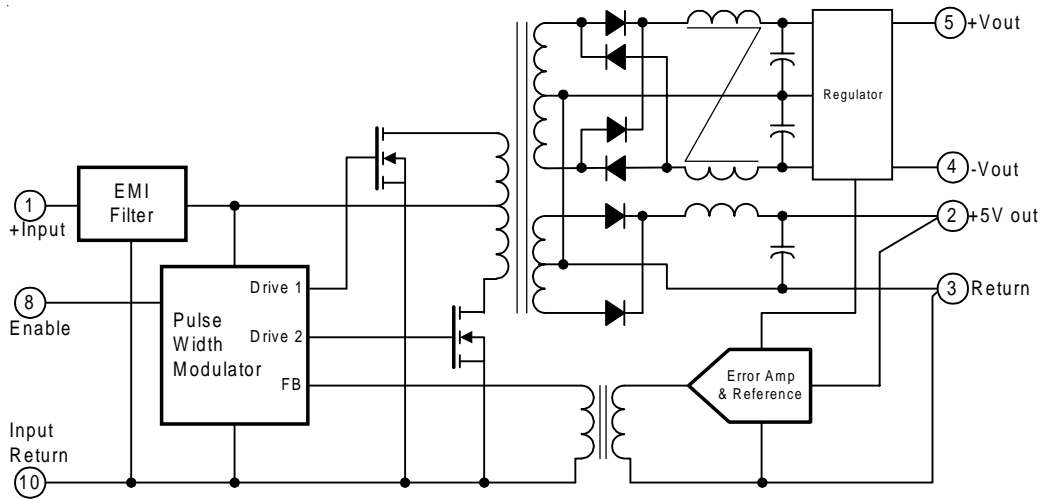 5 +Vout
Regulator
4 -Vout
EMI
Filter
1
+Input
2 +5V out
8
Enable
Drive 1
3 Return
Pulse
Width
Modulator
Drive 2
FB
Error Amp
& Reference
Input
Return
10